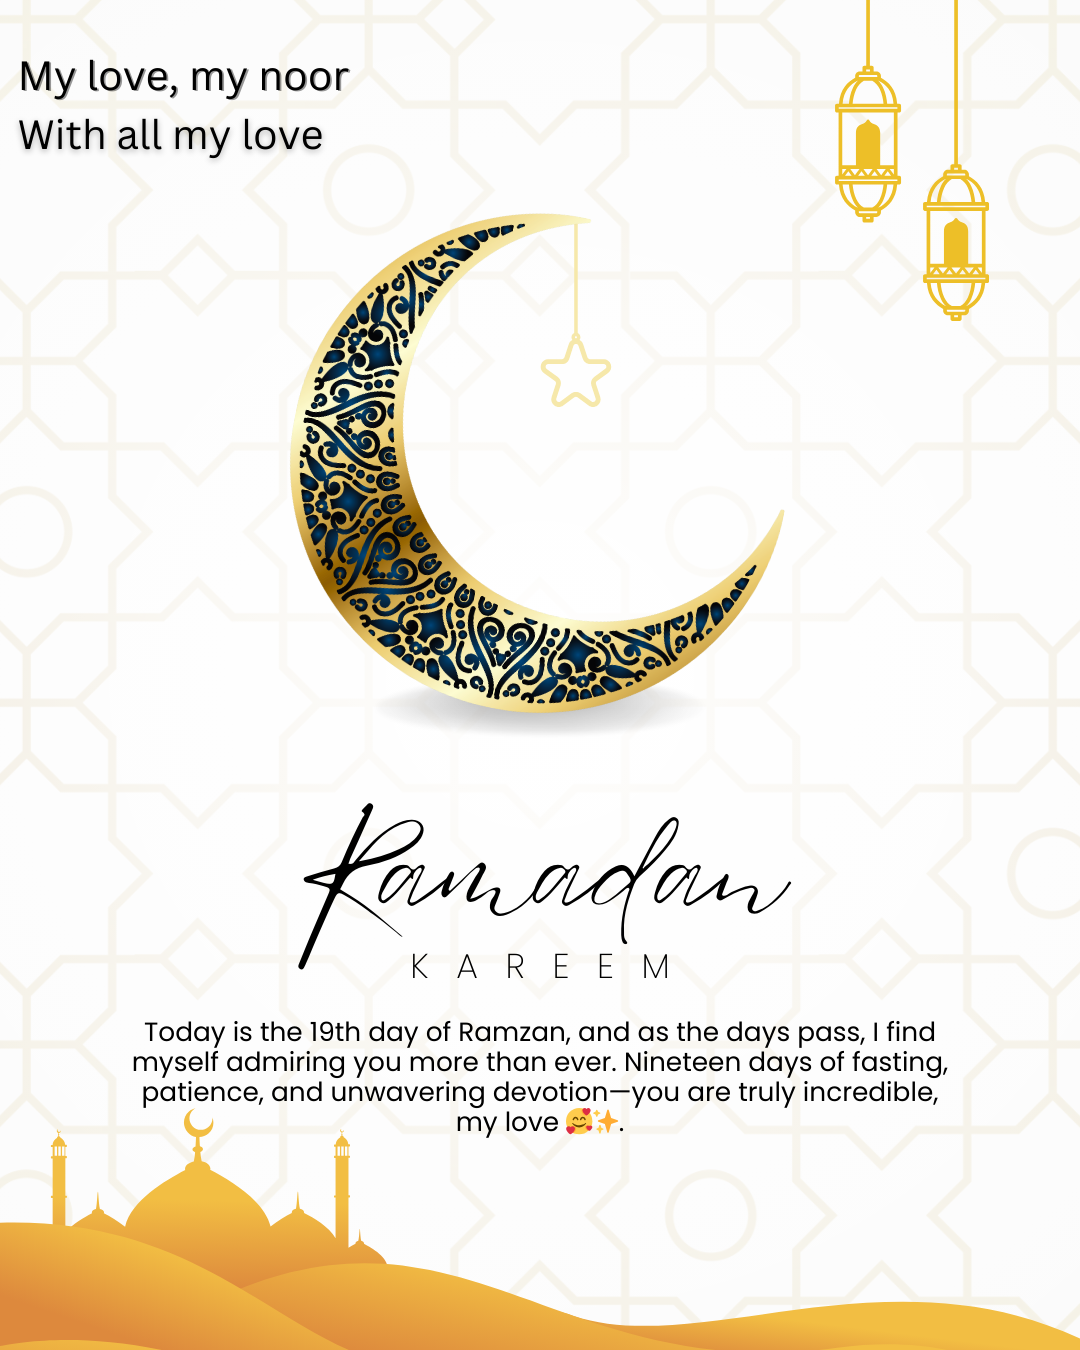 My love, my noor
With all my love
Ramadan
KAREEM
Today is the 19th day of Ramzan, and as the days pass, I find
myself admiring you more than ever. Nineteen days of fasting,
patience, and unwavering devotion—you are truly incredible,
my love 🥰✨.